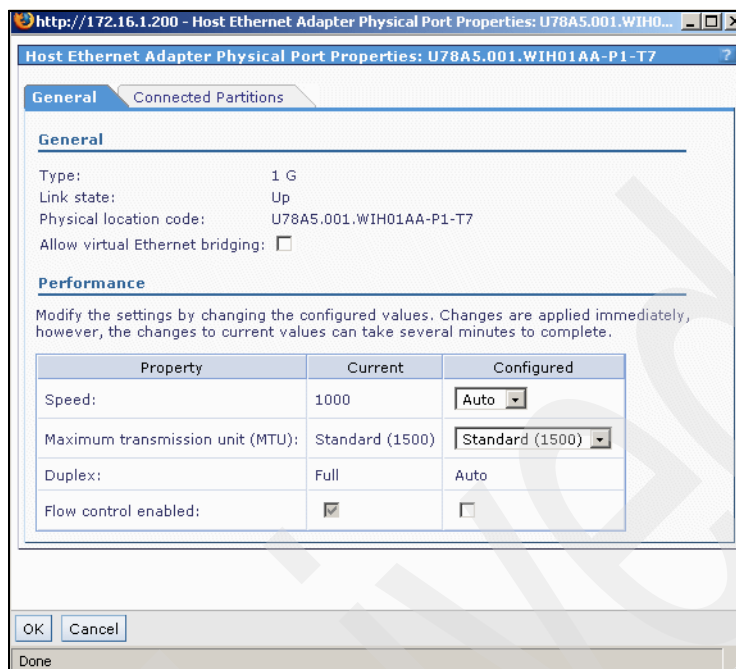 http://172.16.1.200 - Host Ethernet Adapter Physical Port Properties: U78A5.001.WIH0...
Host Ethernet Adapter Physical Port Properties: U78A5.001.WIH01AA-P1-T7 ?
General Connected Partitions
General
Type: 1 G
Link state: Up
Physical location code: U78A5.001.WIH01AA-P1-T7
Allow virtual Ethernet bridging:
Performance
Modify the settings by changing the configured values. Changes are applied immediately,
however, the changes to current values can take several minutes to complete.
Property Current Configured
Speed: 1000 Auto
Maximum transmission unit (MTU): Standard (1500) Standard (1500)
Duplex: Full Auto
Flow control enabled:
OK Cancel
Done